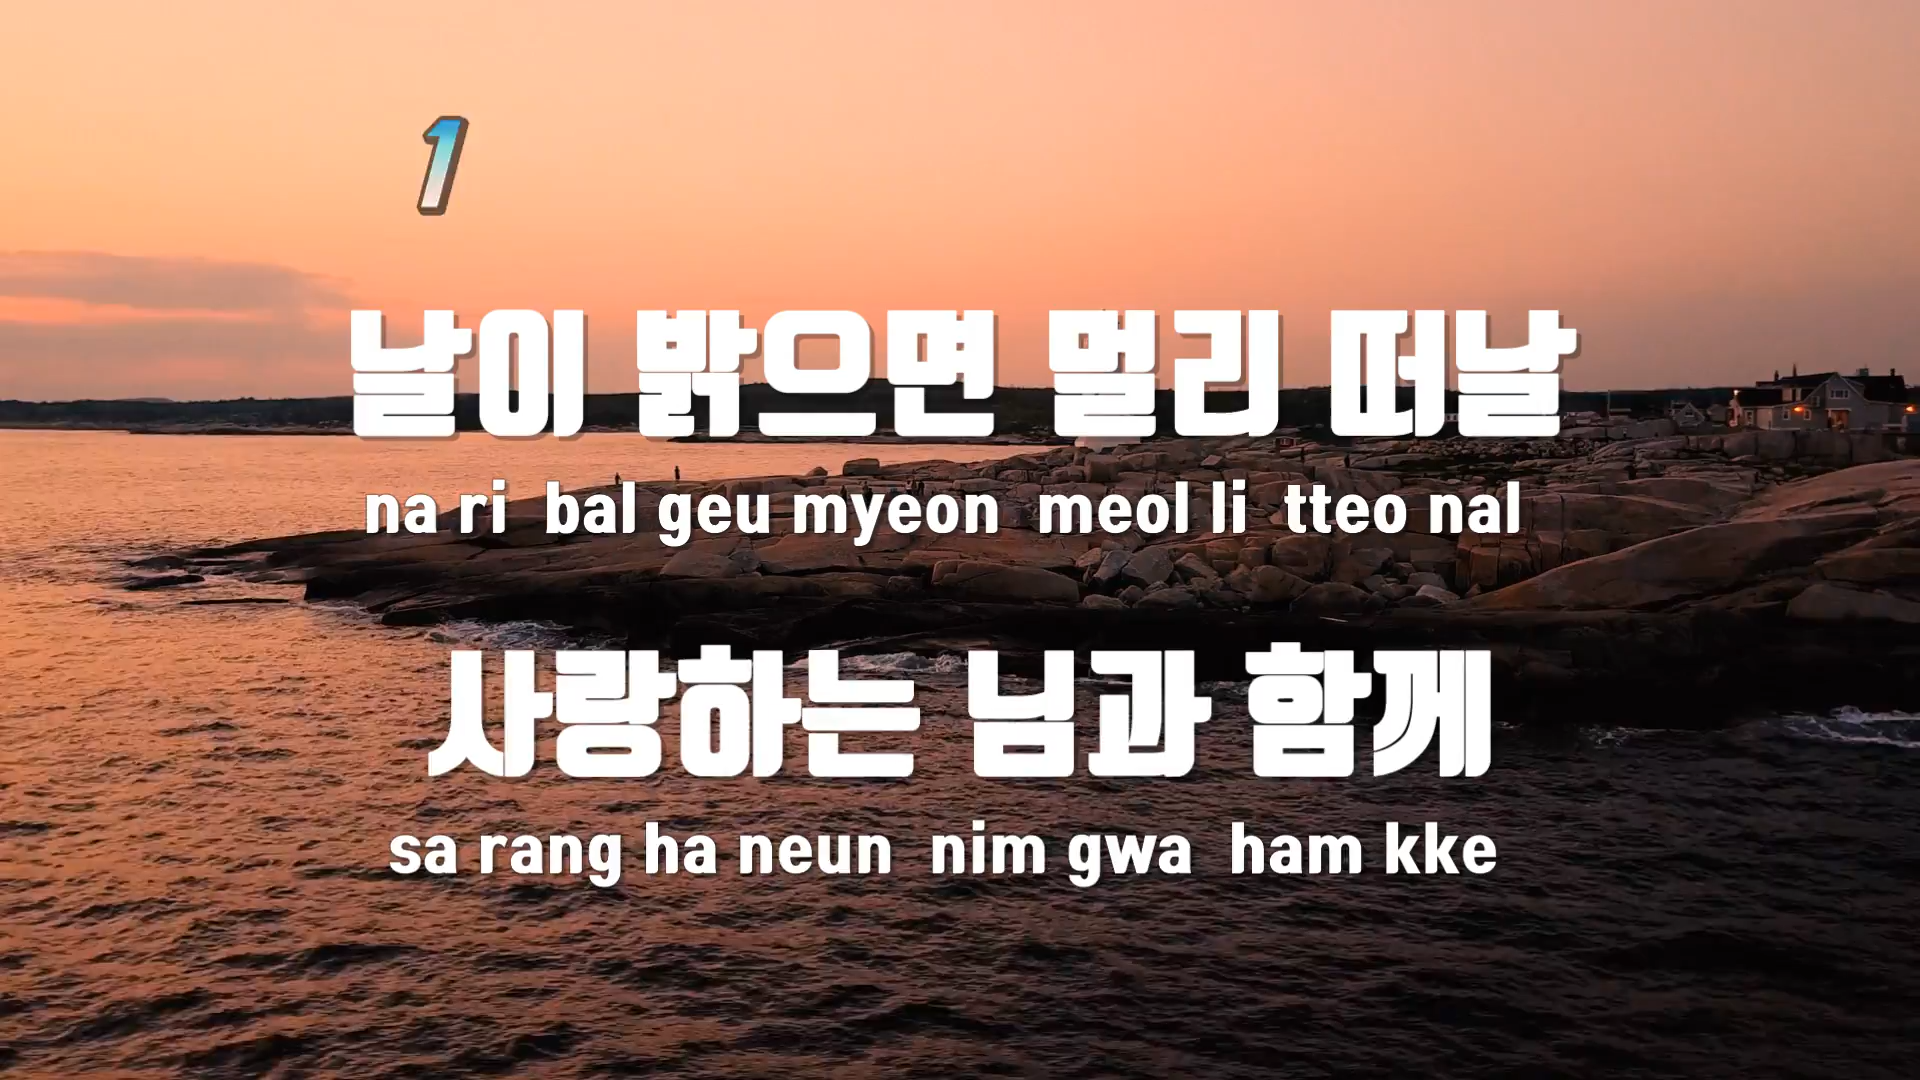 1
날이 밝으면 멀리 떠날
na ri bal geu myeon meol li tteo nal
사랑하는 님과 함께
sa rang ha neun nim gwa ham kke